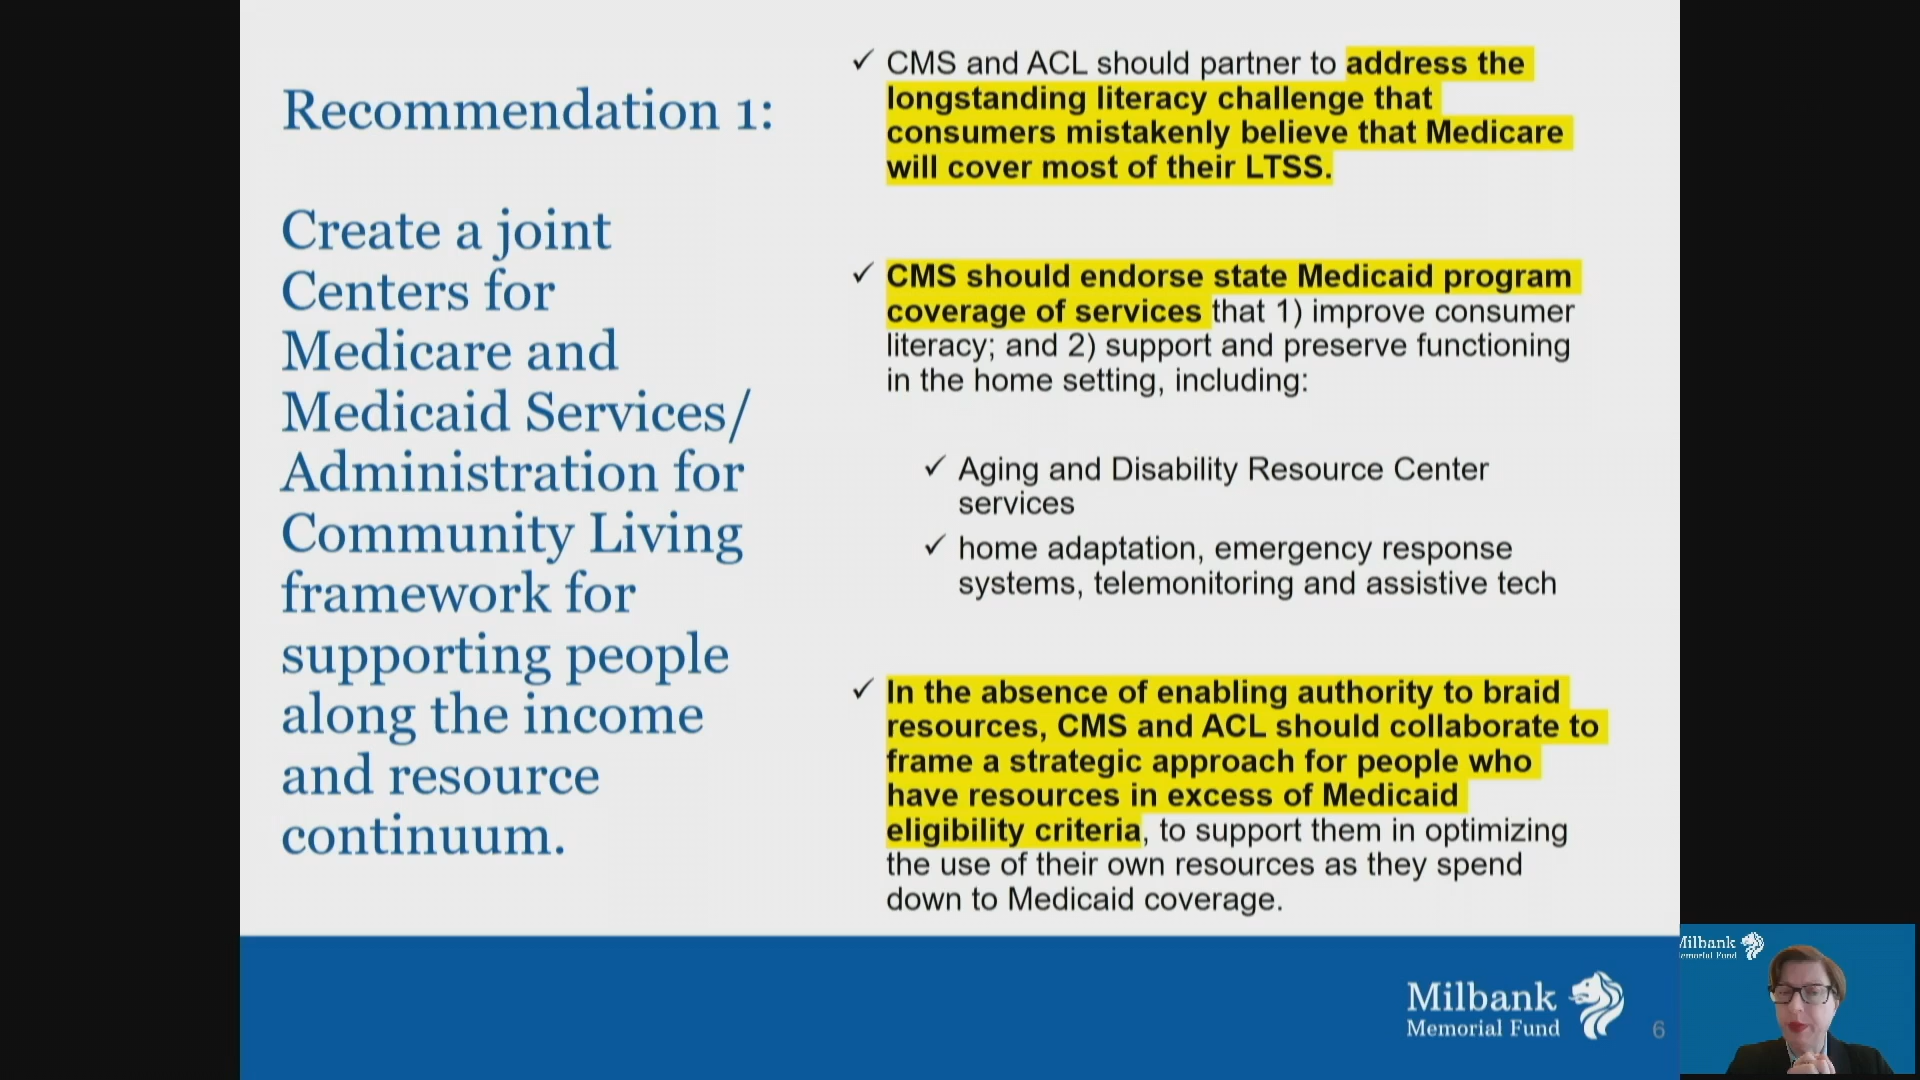 Recommendation 1:
Create a joint
Centers for
Medicare and
Medicaid Services/
Administration for
Community Living
framework for
supporting people
along the income
and resource
continuum.
✓ CMS and ACL should partner to address the
longstanding literacy challenge that
consumers mistakenly believe that Medicare
will cover most of their LTSS.
✓ CMS should endorse state Medicaid program
coverage of services that 1) improve consumer
literacy; and 2) support and preserve functioning
in the home setting, including:
✓ Aging and Disability Resource Center
services
✓ home adaptation, emergency response
systems, telemonitoring and assistive tech
✓ In the absence of enabling authority to braid
resources, CMS and ACL should collaborate to
frame a strategic approach for people who
have resources in excess of Medicaid
eligibility criteria, to support them in optimizing
the use of their own resources as they spend
down to Medicaid coverage.
Milbank
Memorial Fund
6
Milbank
Memorial Fund